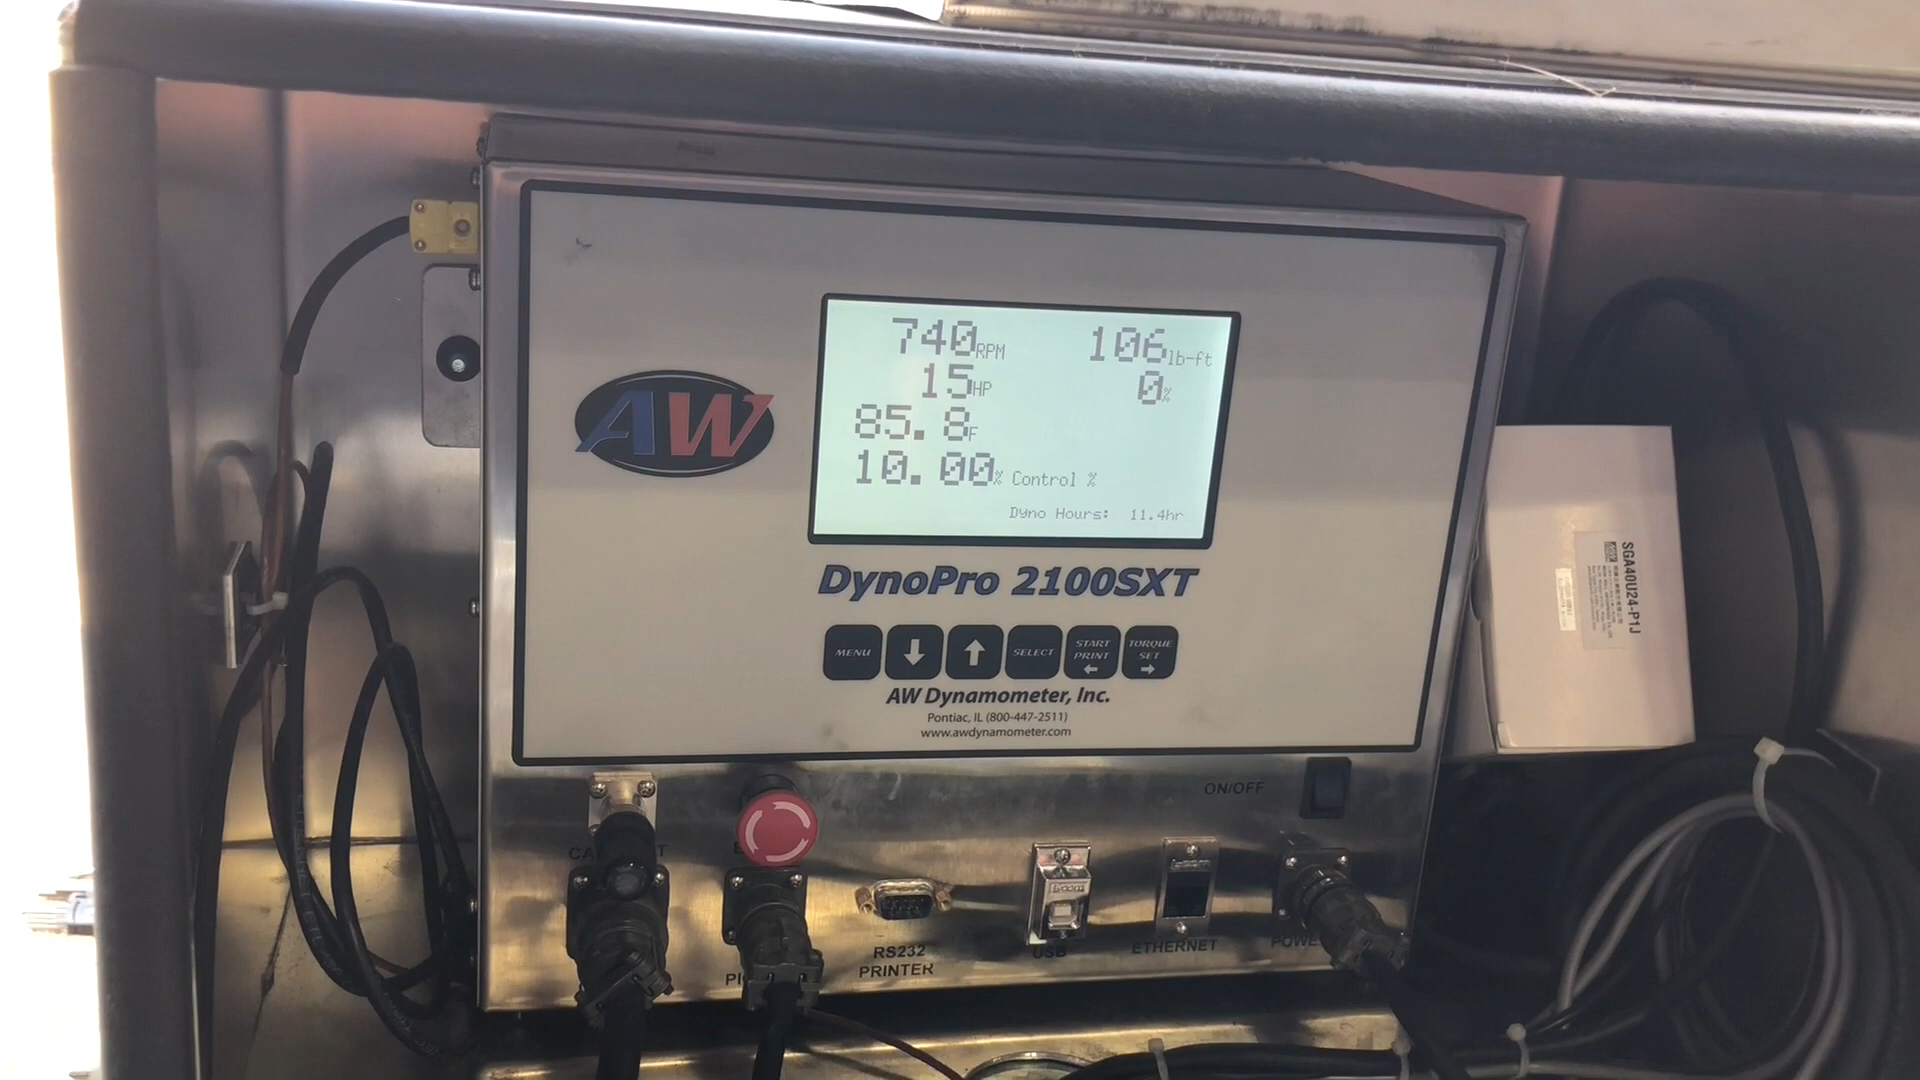 740RPM 106lb-ft
15HP 0%
85.8F
10.00% Control %
Dyno Hours: 11.4hr
AW
DynoPro 2100SXT
MENU
SELECT
START
PRINT
TORQUE
SET
AW Dynamometer, Inc.
Pontiac, IL (800-447-2511)
www.awdynamometer.com
ON/OFF
RS232
PRINTER
USB
ETHERNET
POWER
SGA40U24-P1J